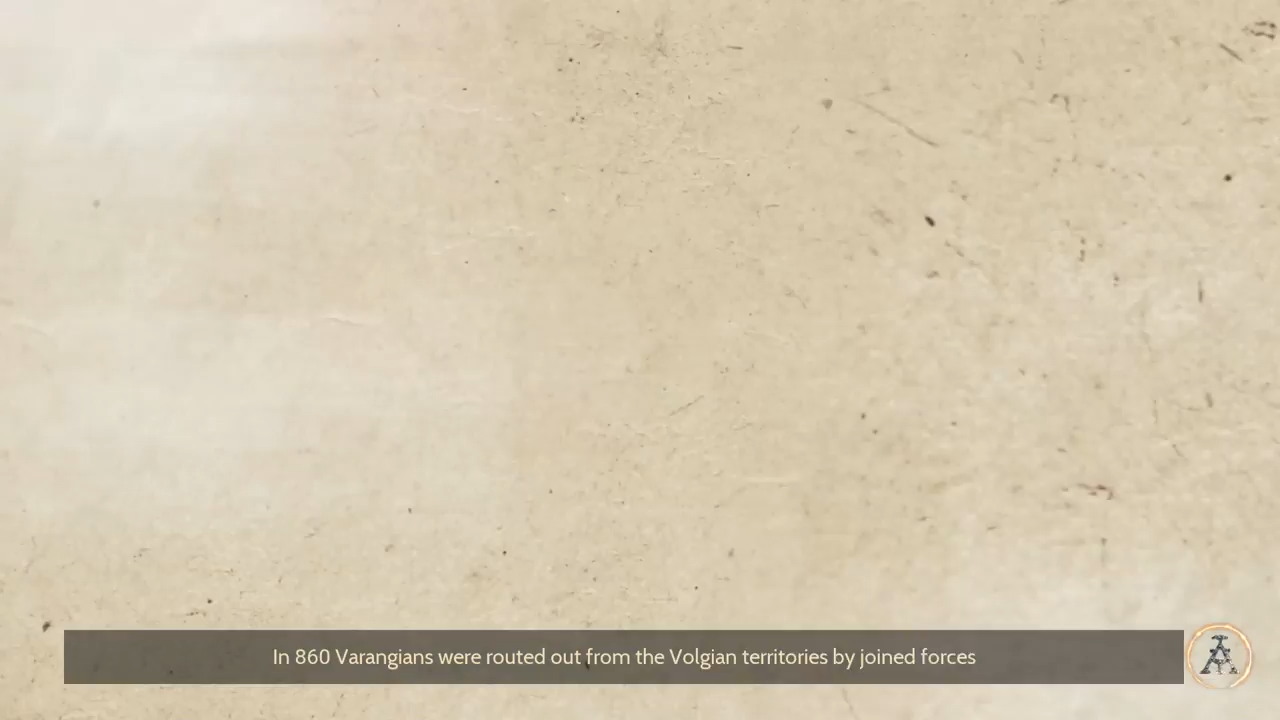 In 860 Varangians were routed out from the Volgian territories by joined forces
A